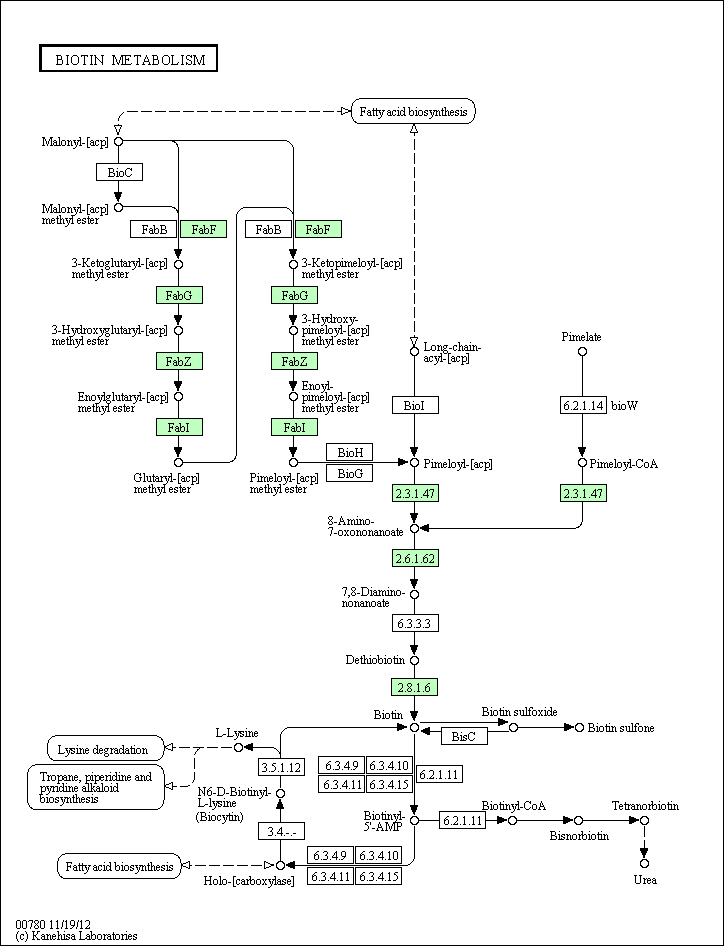 BIOTIN METABOLISM
Fatty acid biosynthesis
Malonyl-[acp]
BioC
Malonyl-[acp]
methyl ester
FabB
FabF
FabB
FabF
3-Ketoglutaryl-[acp]
methyl ester
3-Ketopimeloyl-[acp]
methyl ester
FabG
FabG
3-Hydroxyglutaryl-[acp]
methyl ester
3-Hydroxy-
pimeloyl-[acp]
methyl ester
Long-chain-
acyl-[acp]
Pimelate
FabZ
FabZ
Enoylglutaryl-[acp]
methyl ester
Enoyl-
pimeloyl-[acp]
methyl ester
BioI
6.2.1.14
bioW
FabI
FabI
BioH
BioG
Glutaryl-[acp]
methyl ester
Pimeloyl-[acp]
methyl ester
Pimeloyl-[acp]
Pimeloyl-CoA
2.3.1.47
2.3.1.47
8-Amino-
7-oxononanoate
2.6.1.62
7,8-Diamino-
nonanoate
6.3.3.3
Dethiobiotin
2.8.1.6
Biotin
Biotin sulfoxide
Biotin sulfone
BisC
L-Lysine
Lysine degradation
3.5.1.12
6.3.4.9
6.3.4.10
6.3.4.11
6.3.4.15
6.2.1.11
Tropane, piperidine and
pyridine alkaloid
biosynthesis
N6-D-Biotinyl-
L-lysine
(Biocytin)
Biotinyl-
5'-AMP
6.2.1.11
Biotinyl-CoA
Bisnorbiotin
Tetranorbiotin
3.4.-.-
Fatty acid biosynthesis
Holo-[carboxylase]
6.3.4.9
6.3.4.10
6.3.4.11
6.3.4.15
Urea
00780 11/19/12
(c) Kanehisa Laboratories